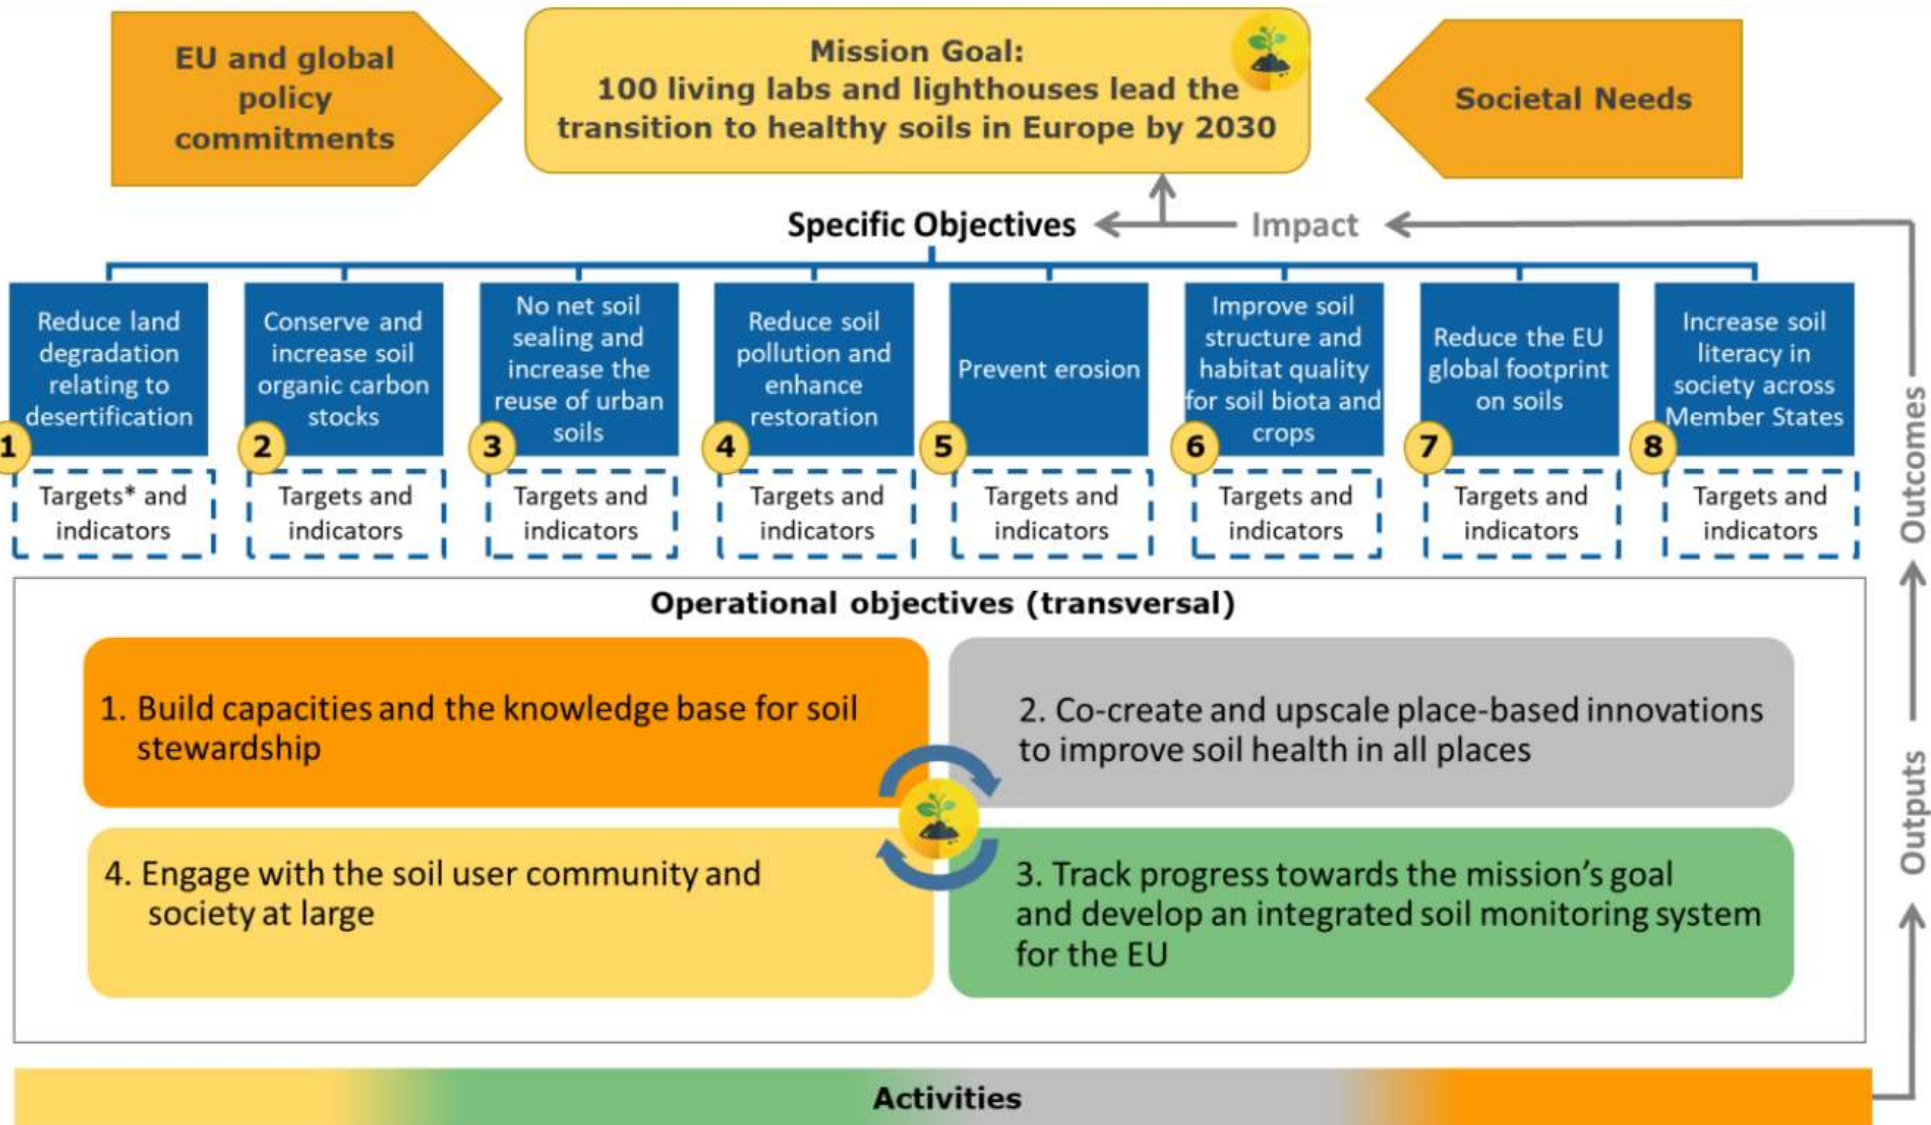 EU and global
policy
commitments
Mission Goal:
100 living labs and lighthouses lead the
transition to healthy soils in Europe by 2030
Societal Needs
Specific Objectives
Impact
Reduce land
degradation
relating to
desertification
1
Targets* and
indicators
Conserve and
increase soil
organic carbon
stocks
2
Targets and
indicators
No net soil
sealing and
increase the
reuse of urban
soils
3
Targets and
indicators
Reduce soil
pollution and
enhance
restoration
4
Targets and
indicators
Prevent erosion
5
Targets and
indicators
Improve soil
structure and
habitat quality
for soil biota and
crops
6
Targets and
indicators
Reduce the EU
global footprint
on soils
7
Targets and
indicators
Increase soil
literacy in
society across
Member States
8
Targets and
indicators
Outcomes
Outputs
Operational objectives (transversal)
1. Build capacities and the knowledge base for soil
stewardship
2. Co-create and upscale place-based innovations
to improve soil health in all places
4. Engage with the soil user community and
society at large
3. Track progress towards the mission’s goal
and develop an integrated soil monitoring system
for the EU
Activities